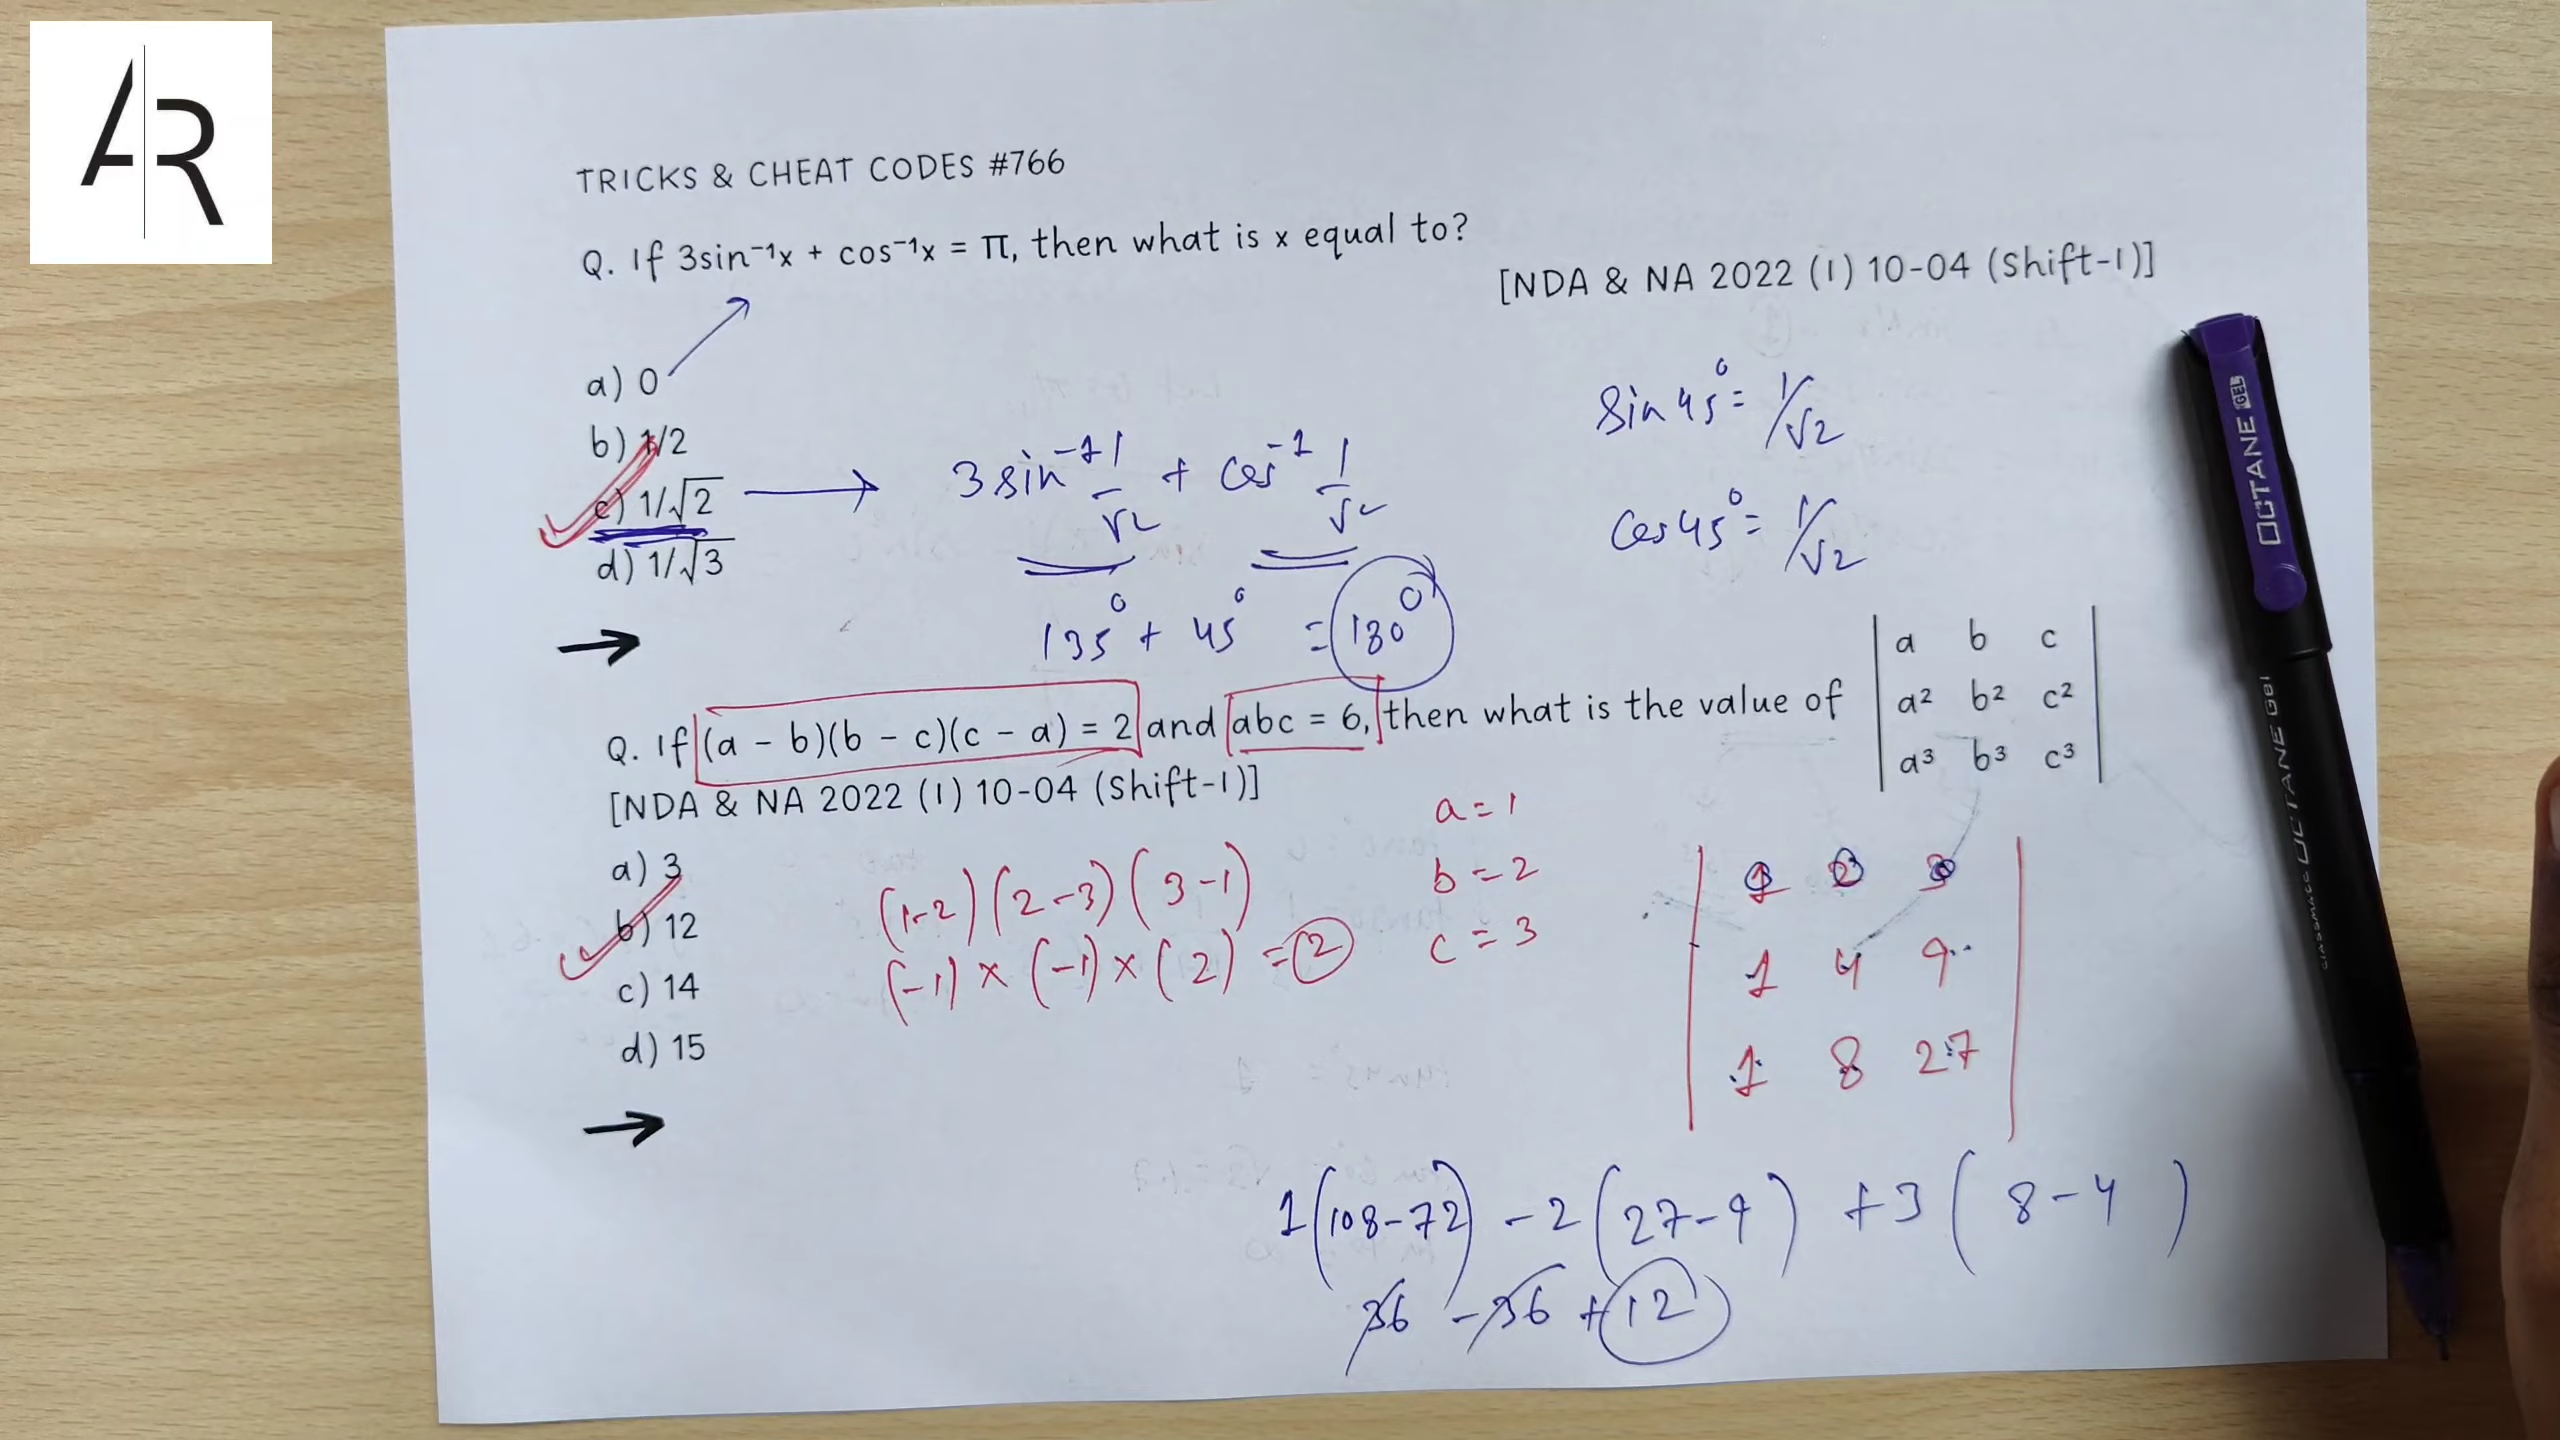 AR
TRICKS & CHEAT CODES #766
Q. If 3sin⁻¹x + cos⁻¹x = π, then what is x equal to?
[NDA & NA 2022 (1) 10-04 (Shift-1)]
a) 0
b) 1/2
c) 1/√2
d) 1/√3
3 sin⁻¹ 1/√2 + cos⁻¹ 1/√2
135° + 45° = 180°
sin 45° = 1/√2
cos 45° = 1/√2
Q. If (a - b)(b - c)(c - a) = 2 and abc = 6, then what is the value of
a b c
a² b² c²
a³ b³ c³
[NDA & NA 2022 (1) 10-04 (Shift-1)]
a) 3
b) 12
c) 14
d) 15
(1-2) (2-3) (3-1)
(-1) × (-1) × (2) = 2
a = 1
b = 2
c = 3
1 2 3
1 4 9
1 8 27
1(108-72) - 2(27-9) + 3(8-4)
36 - 36 + 12
OCTANE GEL
CLASSMATE OCTANE Gel